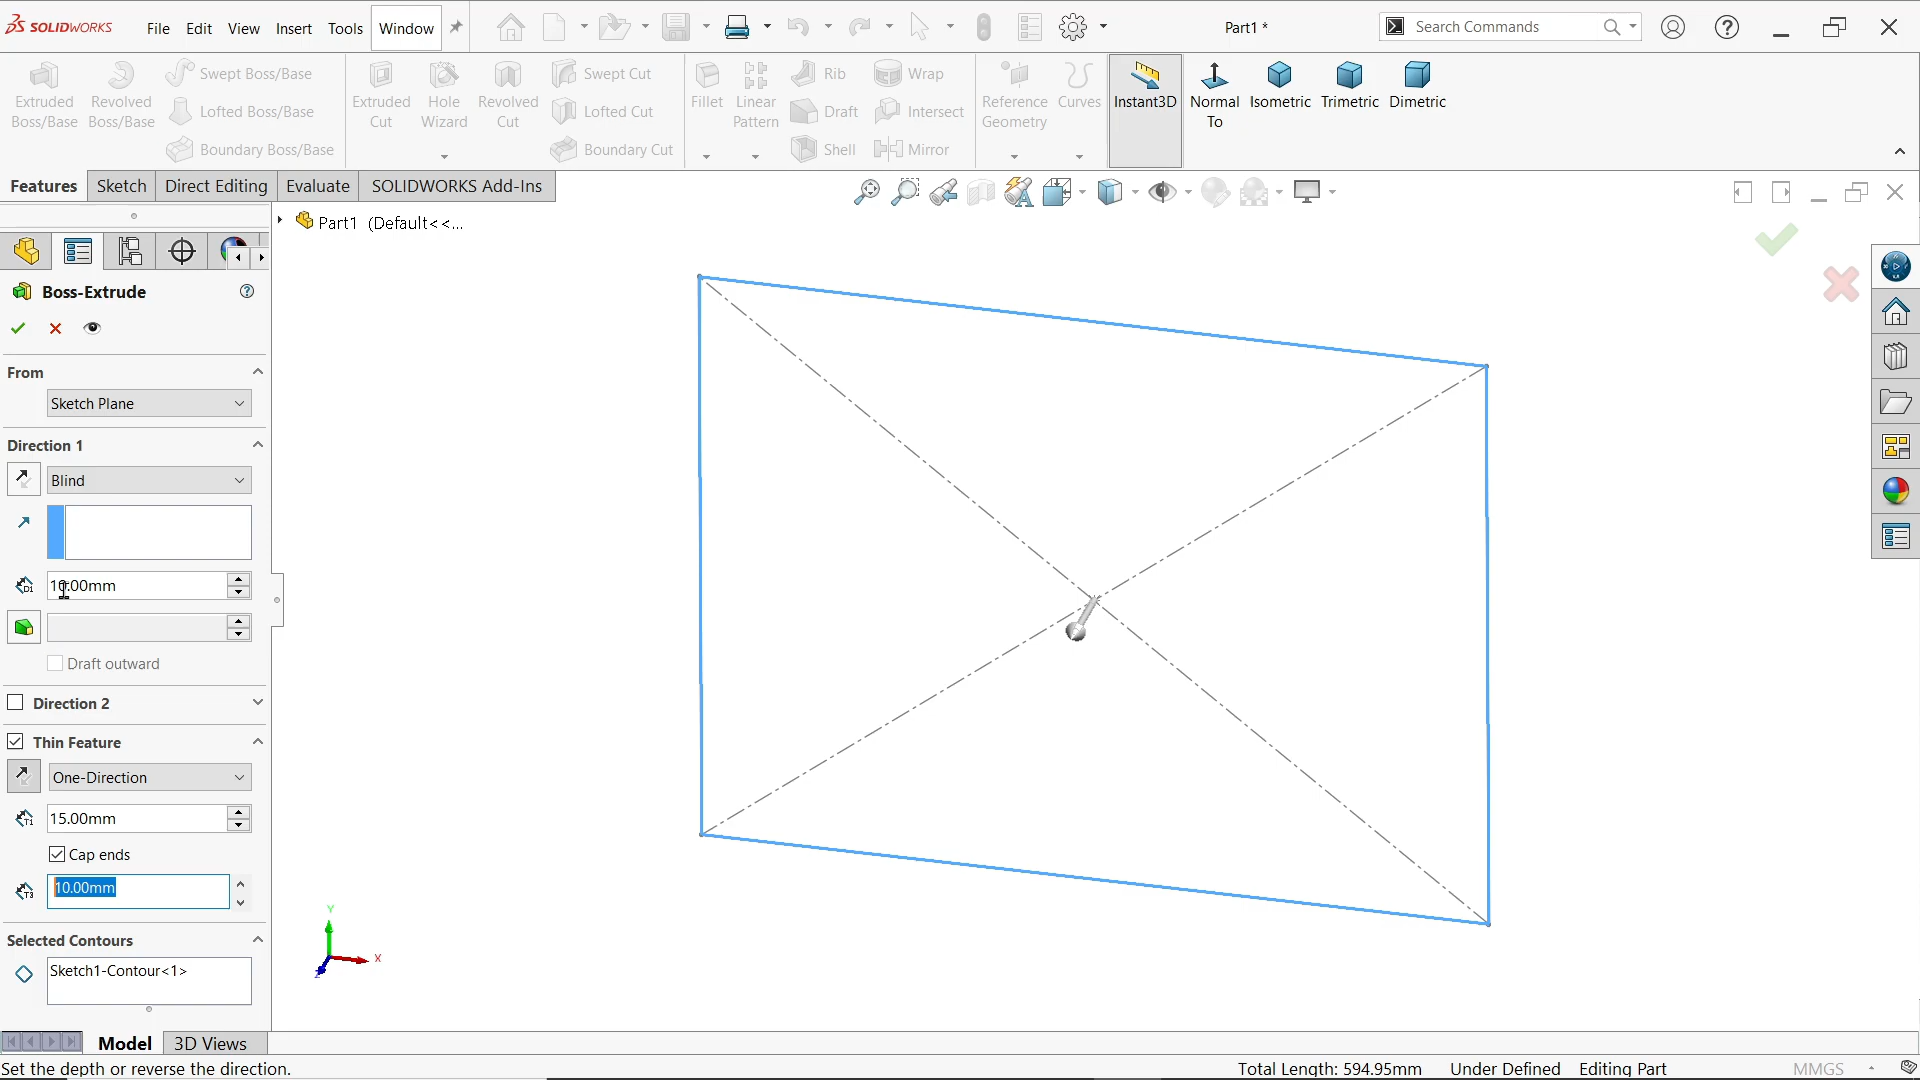 SOLIDWORKS File Edit View Insert Tools Window Part1 * Search Commands
Extruded Boss/Base
Revolved Boss/Base
Swept Boss/Base
Lofted Boss/Base
Boundary Boss/Base
Extruded Cut
Hole Wizard
Revolved Cut
Swept Cut
Lofted Cut
Boundary Cut
Fillet
Linear Pattern
Rib
Draft
Shell
Wrap
Intersect
Mirror
Reference Geometry
Curves
Instant3D
Normal To
Isometric
Trimetric
Dimetric
Features Sketch Direct Editing Evaluate SOLIDWORKS Add-Ins
Part1 (Default<<...
Boss-Extrude
From
Sketch Plane
Direction 1
Blind
D1 10.00mm
Draft outward
Direction 2
Thin Feature
One-Direction
T1 15.00mm
Cap ends
T3 10.00mm
Selected Contours
Sketch1-Contour<1>
Y
X
Z
Model 3D Views
Set the depth or reverse the direction. Total Length: 594.95mm Under Defined Editing Part MMGS